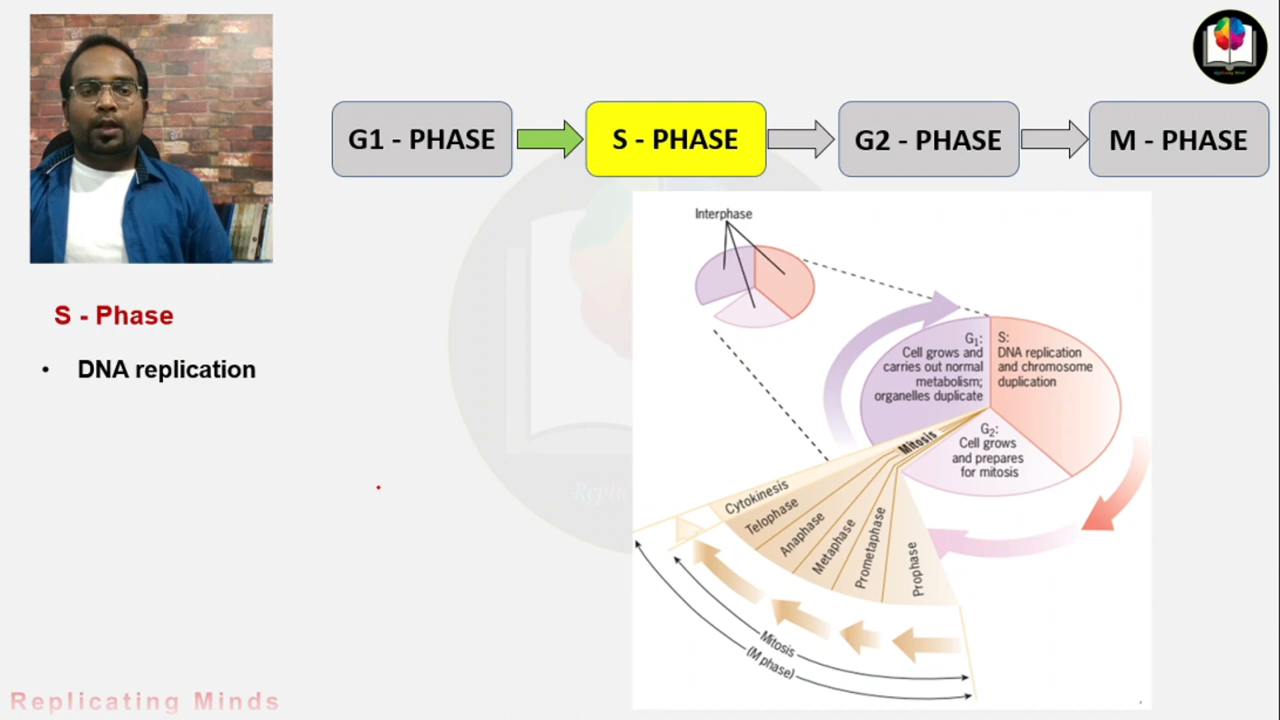 G1 - PHASE
S - PHASE
G2 - PHASE
M - PHASE
S - Phase
• DNA replication
Interphase
G₁:
Cell grows and
carries out normal
metabolism;
organelles duplicate
S:
DNA replication
and chromosome
duplication
G₂:
Cell grows
and prepares
for mitosis
Mitosis
Cytokinesis
Telophase
Anaphase
Metaphase
Prometaphase
Prophase
Mitosis
(M phase)
Replicating Minds